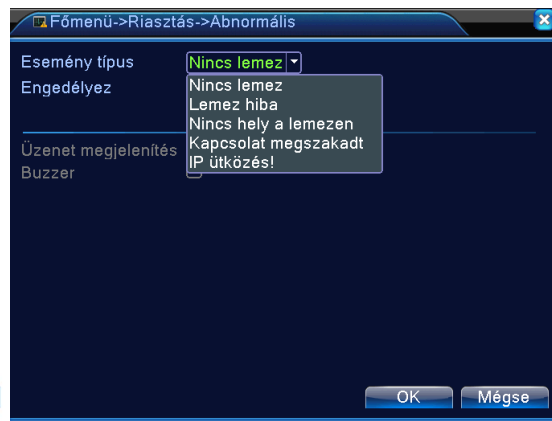 Főmenü->Riasztás->Abnormális
Esemény típus Nincs lemez
Engedélyez
Nincs lemez
Lemez hiba
Nincs hely a lemezen
Kapcsolat megszakadt
IP ütközés!
Üzenet megjelenítés
Buzzer
OK Mégse